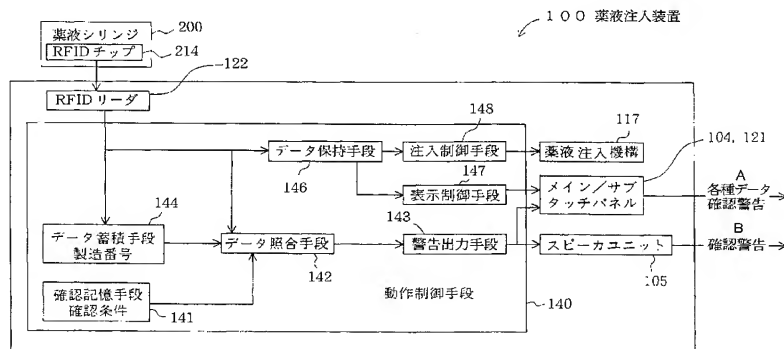 100 薬液注入装置
薬液シリンジ
200
RFIDチップ
214
RFIDリーダ
122
148
117
104, 121
データ保持手段
注入制御手段
薬液注入機構
146
147
A
144
表示制御手段
メイン/サブ
タッチパネル
各種データ
確認警告
143
B
データ蓄積手段
製造番号
データ照合手段
警告出力手段
スピーカユニット
確認警告
142
105
確認記憶手段
確認条件
141
動作制御手段
140